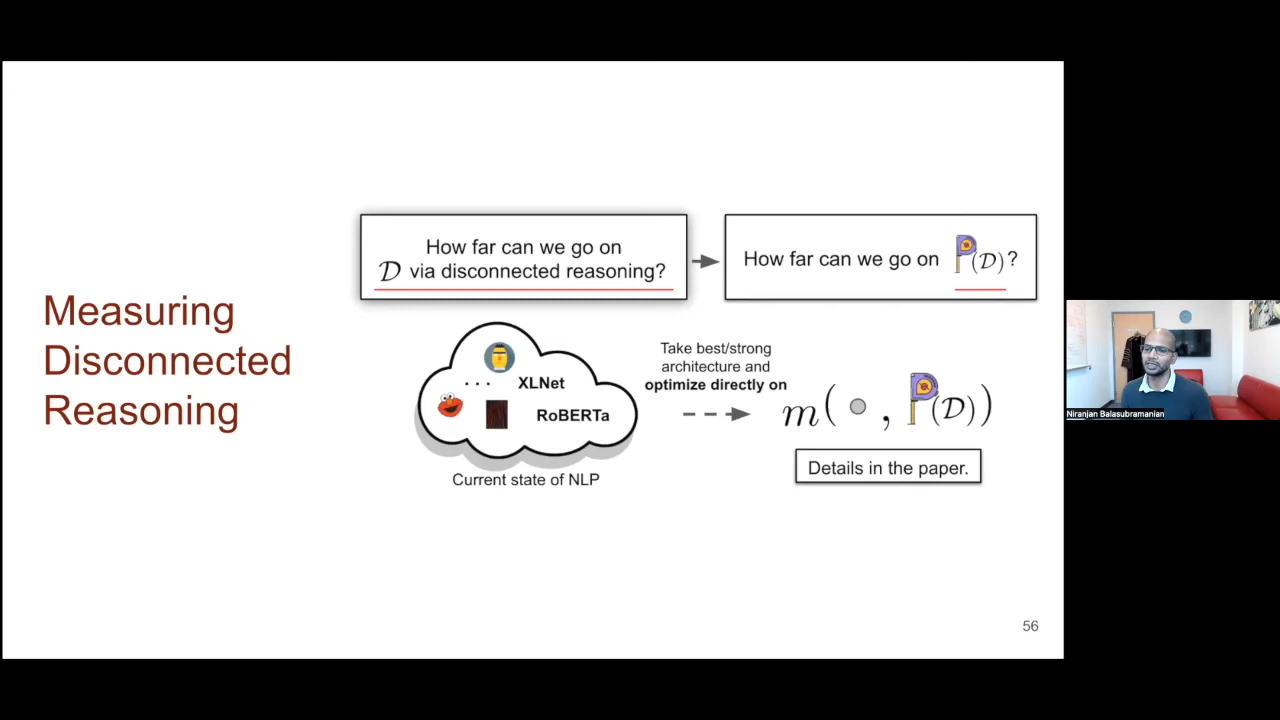 Measuring
Disconnected
Reasoning
How far can we go on
𝒟 via disconnected reasoning?
How far can we go on P(𝒟)?
Take best/strong
architecture and
optimize directly on
... XLNet
RoBERTa
m( , P(𝒟))
Current state of NLP
Details in the paper.
56
Niranjan Balasubramanian